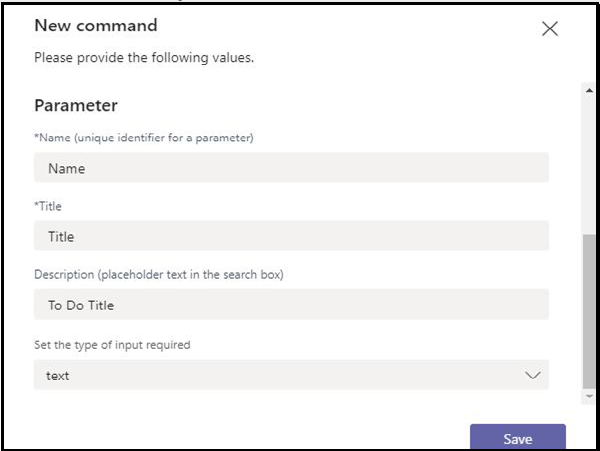 New command
Please provide the following values.
Parameter
*Name (unique identifier for a parameter)
Name
*Title
Title
Description (placeholder text in the search box)
To Do Title
Set the type of input required
text
Save